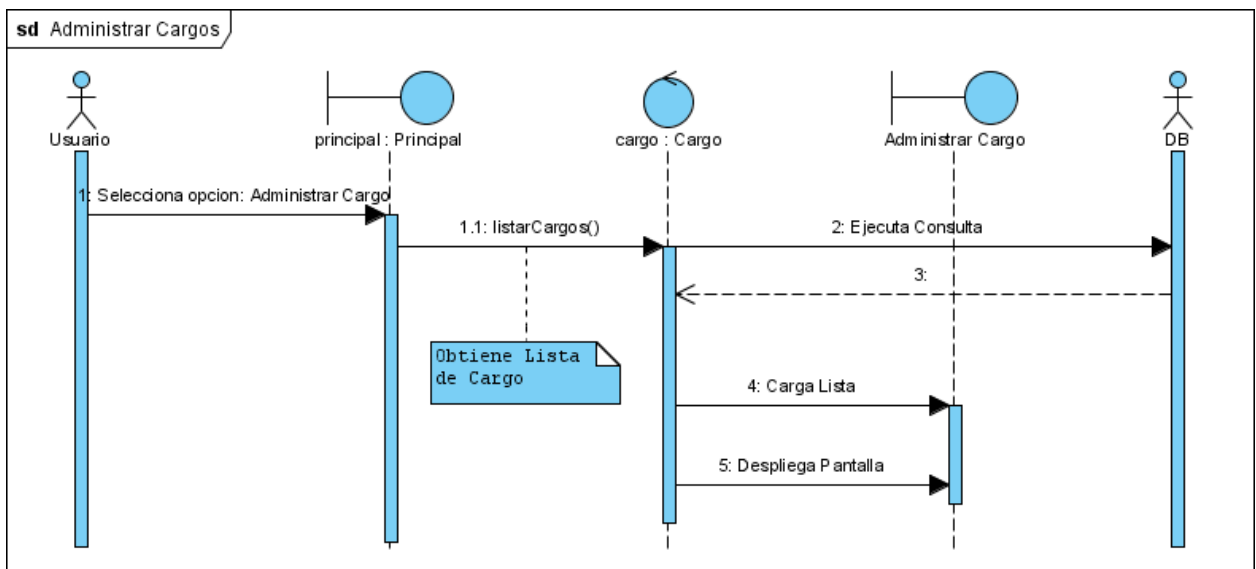 sd Administrar Cargos
Usuario
principal : Principal
cargo : Cargo
Administrar Cargo
DB
1: Selecciona opcion: Administrar Cargo
1.1: listarCargos()
2: Ejecuta Consulta
3:
Obtiene Lista
de Cargo
4: Carga Lista
5: Despliega Pantalla